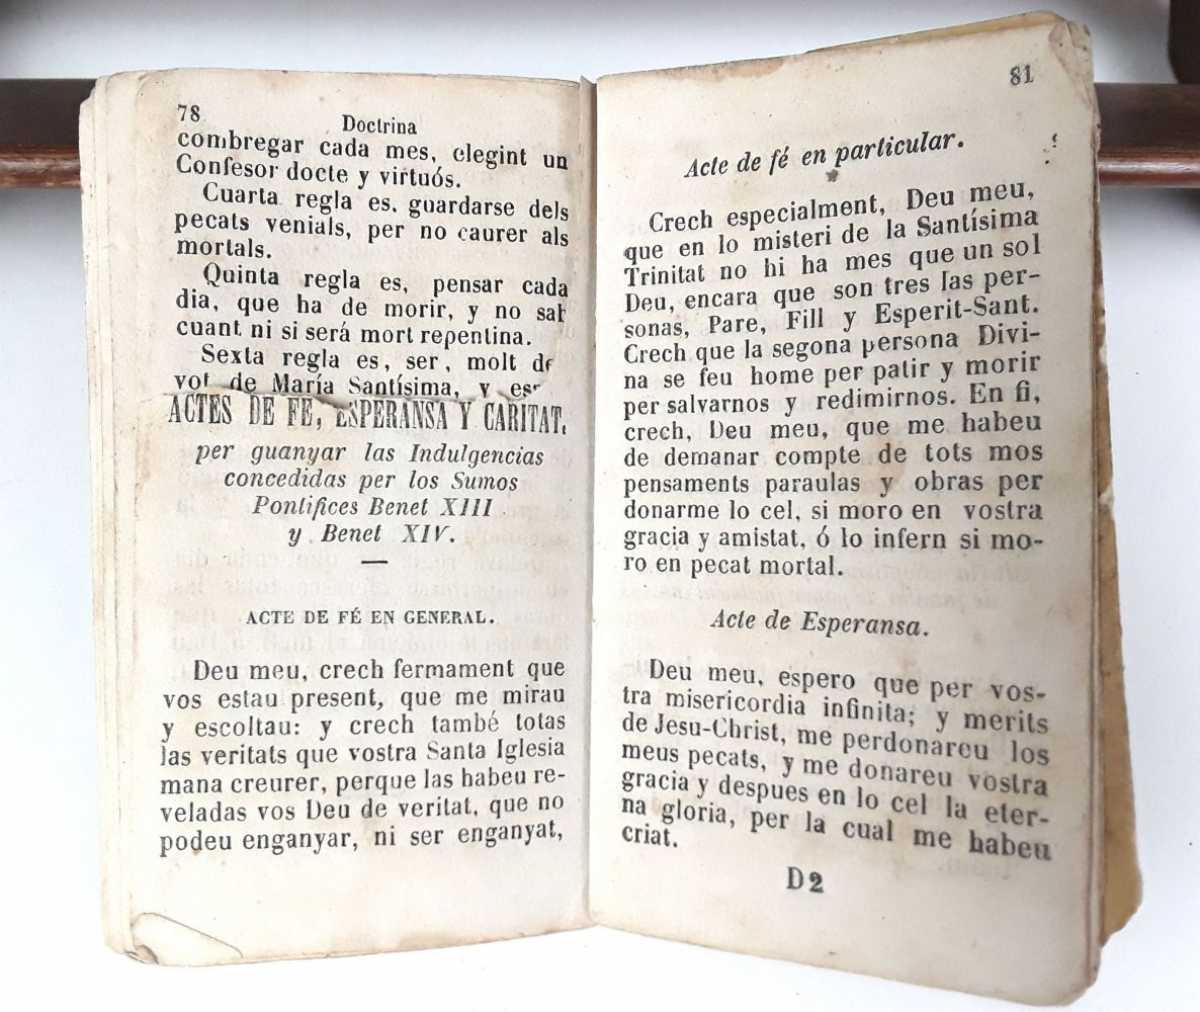 78
Doctrina
combregar cada mes, elegint un
Confesor docte y virtuós.
Cuarta regla es. guardarse dels
pecats venials, per no caurer als
mortals.
Quinta regla es, pensar cada
dia, que ha de morir, y no sab
cuant ni si será mort repentina.
Sexta regla es, ser, molt de
vot de María Santísima, y
ACTES DE FE, ESPERANSA Y CARITAT.
per guanyar las Indulgencias
concedidas per los Sumos
Pontifices Benet XIII
y Benet XIV.
—
ACTE DE FÉ EN GENERAL.
Deu meu, crech fermament que
vos estau present, que me mirau
y escoltau: y crech també totas
las veritats que vostra Santa Iglesia
mana creurer, perque las habeu re-
veladas vos Deu de veritat, que no
podeu enganyar, ni ser enganyat,
81
Acte de fé en particular.
Crech especialment, Deu meu,
que en lo misteri de la Santísima
Trinitat no hi ha mes que un sol
Deu, encara que son tres las per-
sonas, Pare, Fill y Esperit-Sant.
Crech que la segona persona Divi-
na se feu home per patir y morir
per salvarnos y redimirnos. En fi,
crech, Deu meu, que me habeu
de demanar compte de tots mos
pensaments paraulas y obras per
donarme lo cel, si moro en vostra
gracia y amistat, ó lo infern si mo-
ro en pecat mortal.
Acte de Esperansa.
Deu meu, espero que per vos-
tra misericordia infinita; y merits
de Jesu-Christ, me perdonareu los
meus pecats, y me donareu vostra
gracia y despues en lo cel la eter-
na gloria, per la cual me habeu
criat.
D2